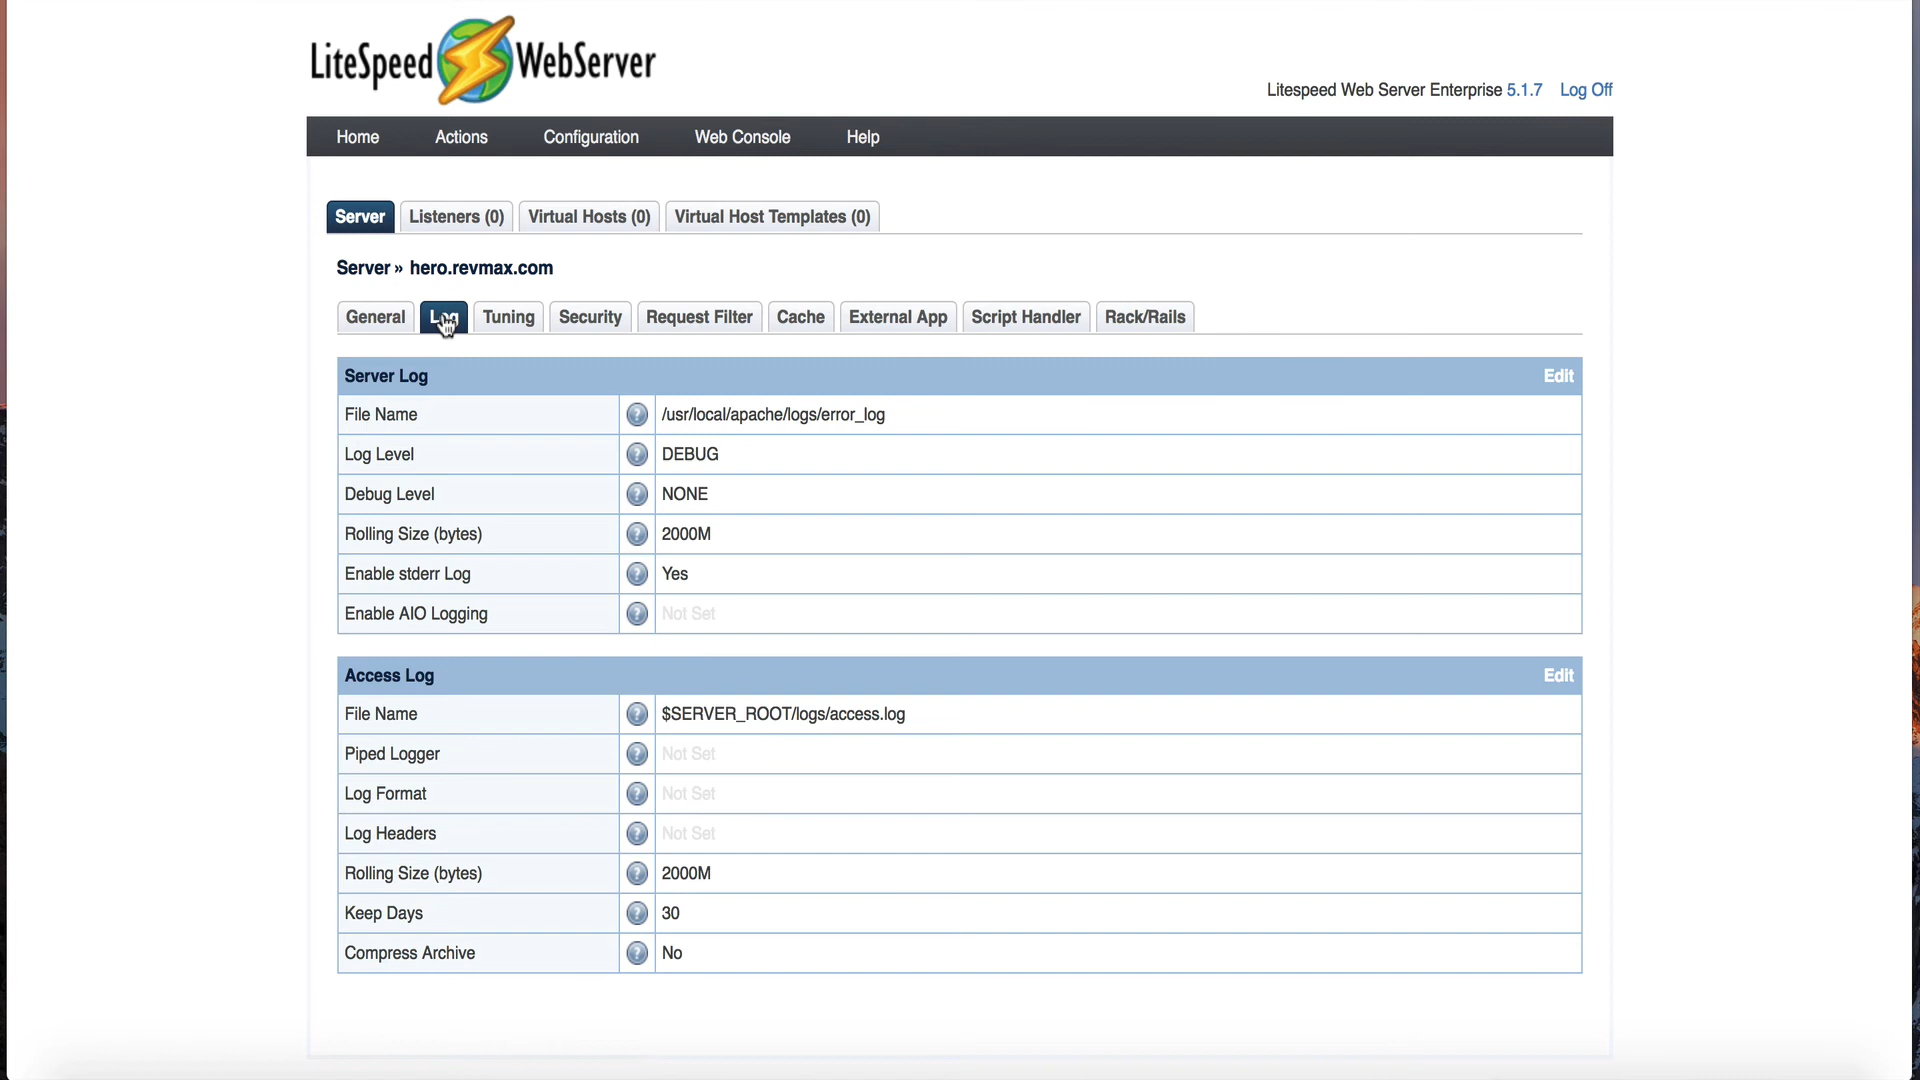 LiteSpeed WebServer
Litespeed Web Server Enterprise 5.1.7 Log Off
Home Actions Configuration Web Console Help
Server Listeners (0) Virtual Hosts (0) Virtual Host Templates (0)
Server » hero.revmax.com
General Log Tuning Security Request Filter Cache External App Script Handler Rack/Rails
Server Log Edit
File Name ? /usr/local/apache/logs/error_log
Log Level ? DEBUG
Debug Level ? NONE
Rolling Size (bytes) ? 2000M
Enable stderr Log ? Yes
Enable AIO Logging ? Not Set
Access Log Edit
File Name ? $SERVER_ROOT/logs/access.log
Piped Logger ? Not Set
Log Format ? Not Set
Log Headers ? Not Set
Rolling Size (bytes) ? 2000M
Keep Days ? 30
Compress Archive ? No